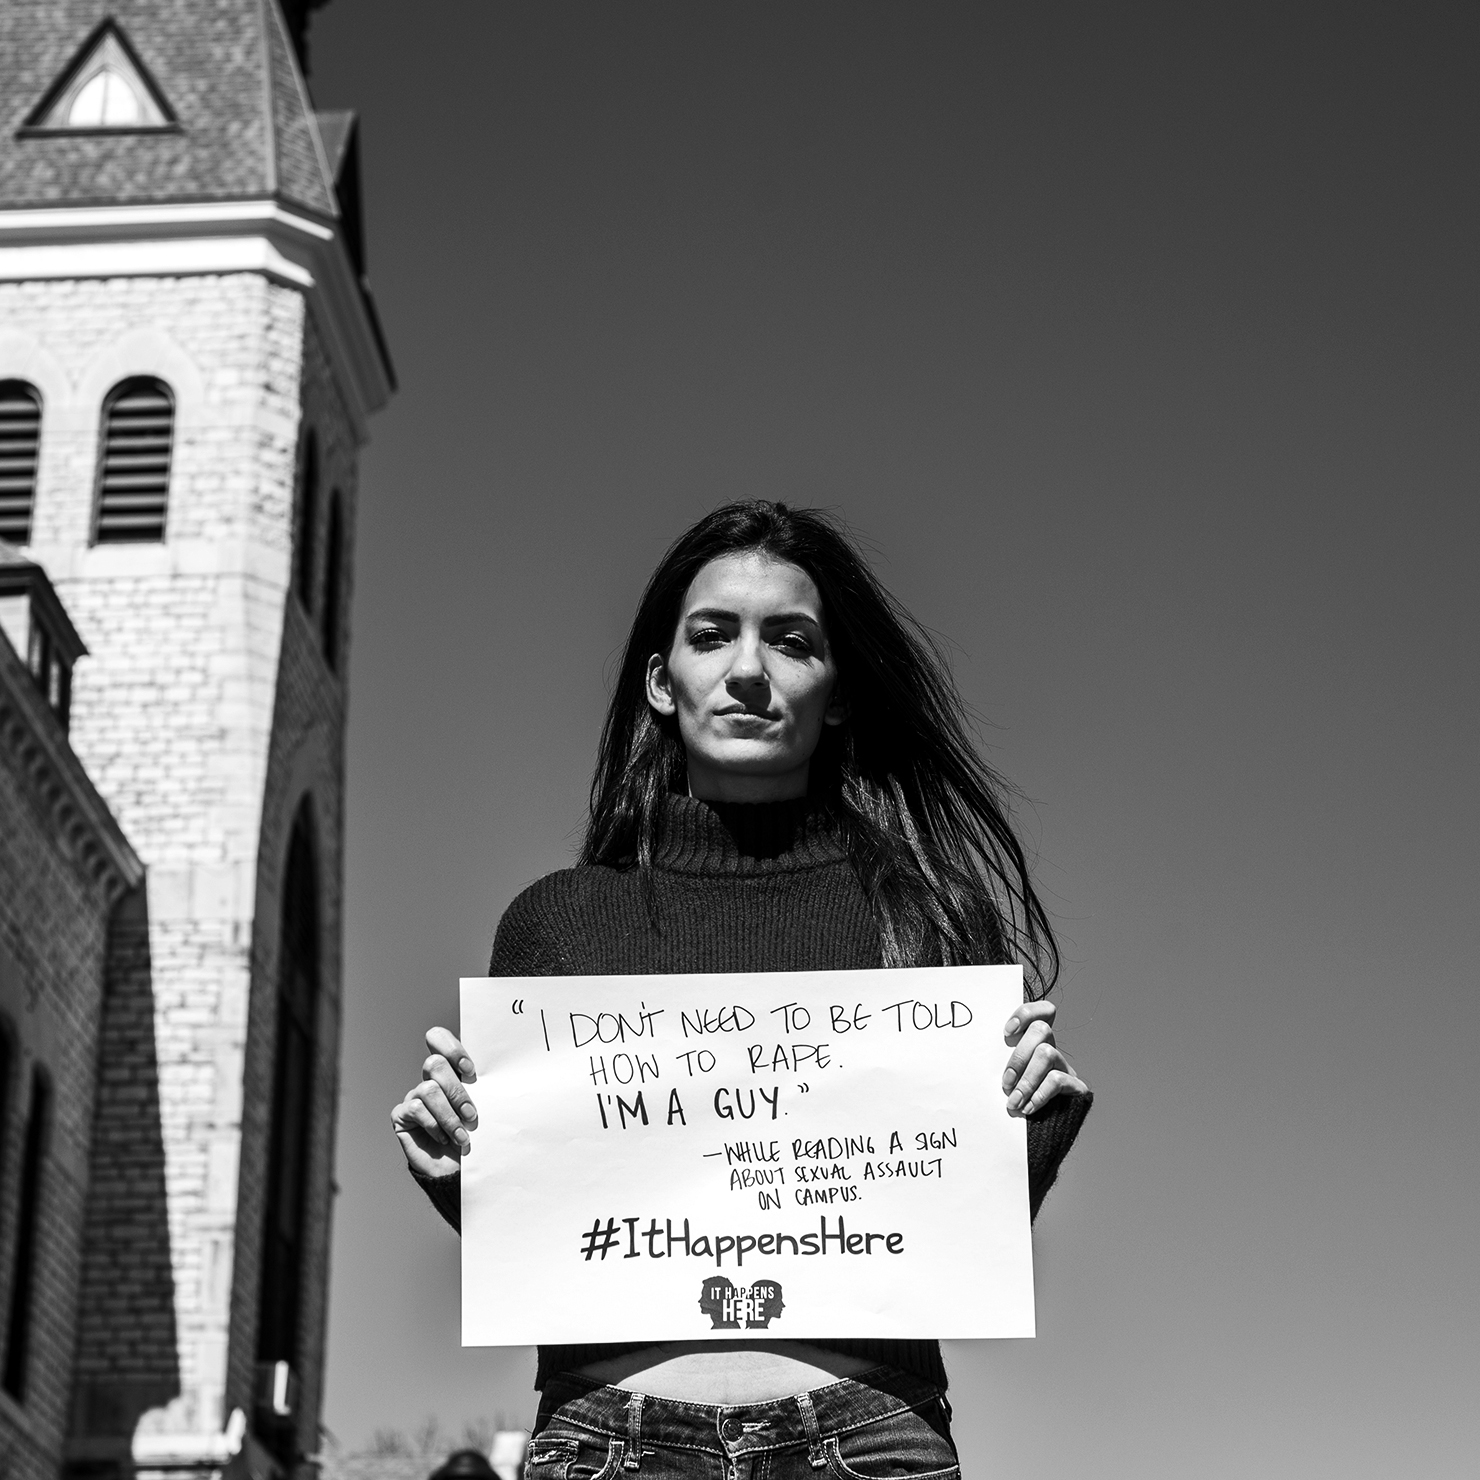 “I DON'T NEED TO BE TOLD
HOW TO RAPE.
I'M A GUY.”
—WHILE READING A SIGN
ABOUT SEXUAL ASSAULT
ON CAMPUS.
#ItHappensHere
IT HAPPENS
HERE